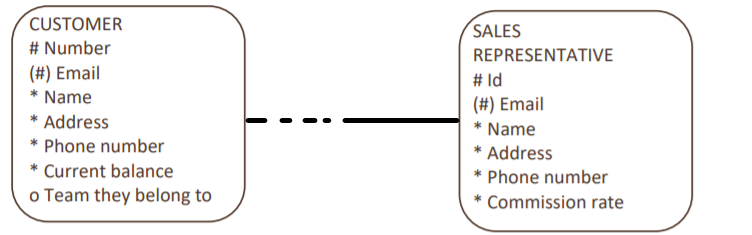 CUSTOMER
# Number
(#) Email
* Name
* Address
* Phone number
* Current balance
o Team they belong to
SALES
REPRESENTATIVE
# Id
(#) Email
* Name
* Address
* Phone number
* Commission rate